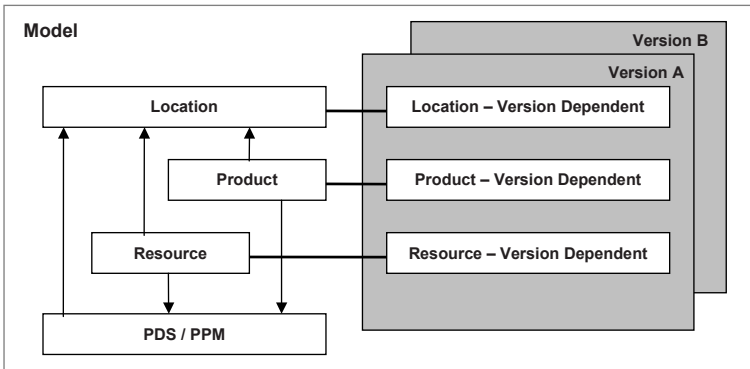 Model
Version B
Version A
Location
Location – Version Dependent
Product
Product – Version Dependent
Resource
Resource – Version Dependent
PDS / PPM